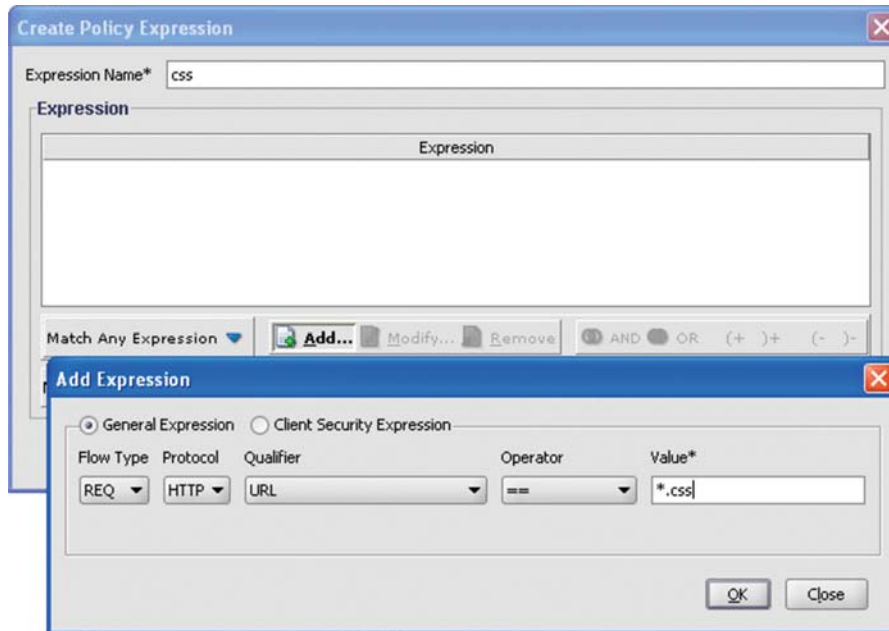 Create Policy Expression
Expression Name* css
Expression
Expression
Match Any Expression Add... Modify... Remove AND OR (+ )+ (- )-
Add Expression
General Expression Client Security Expression
Flow Type Protocol Qualifier Operator Value*
REQ HTTP URL == *.css
OK Close